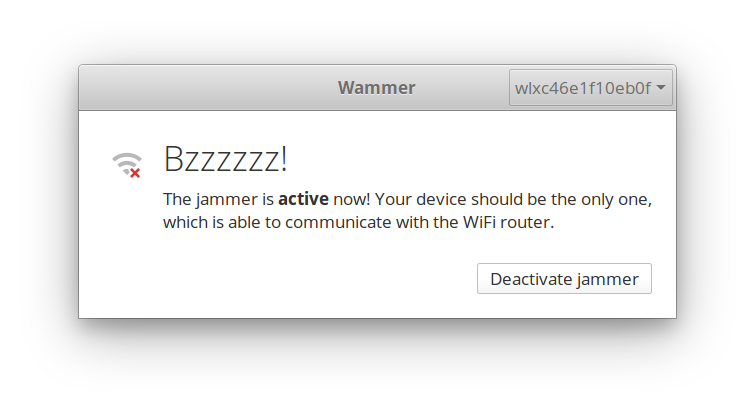 Wammer
wlxc46e1f10eb0f
Bzzzzzz!
The jammer is active now! Your device should be the only one,
which is able to communicate with the WiFi router.
Deactivate jammer